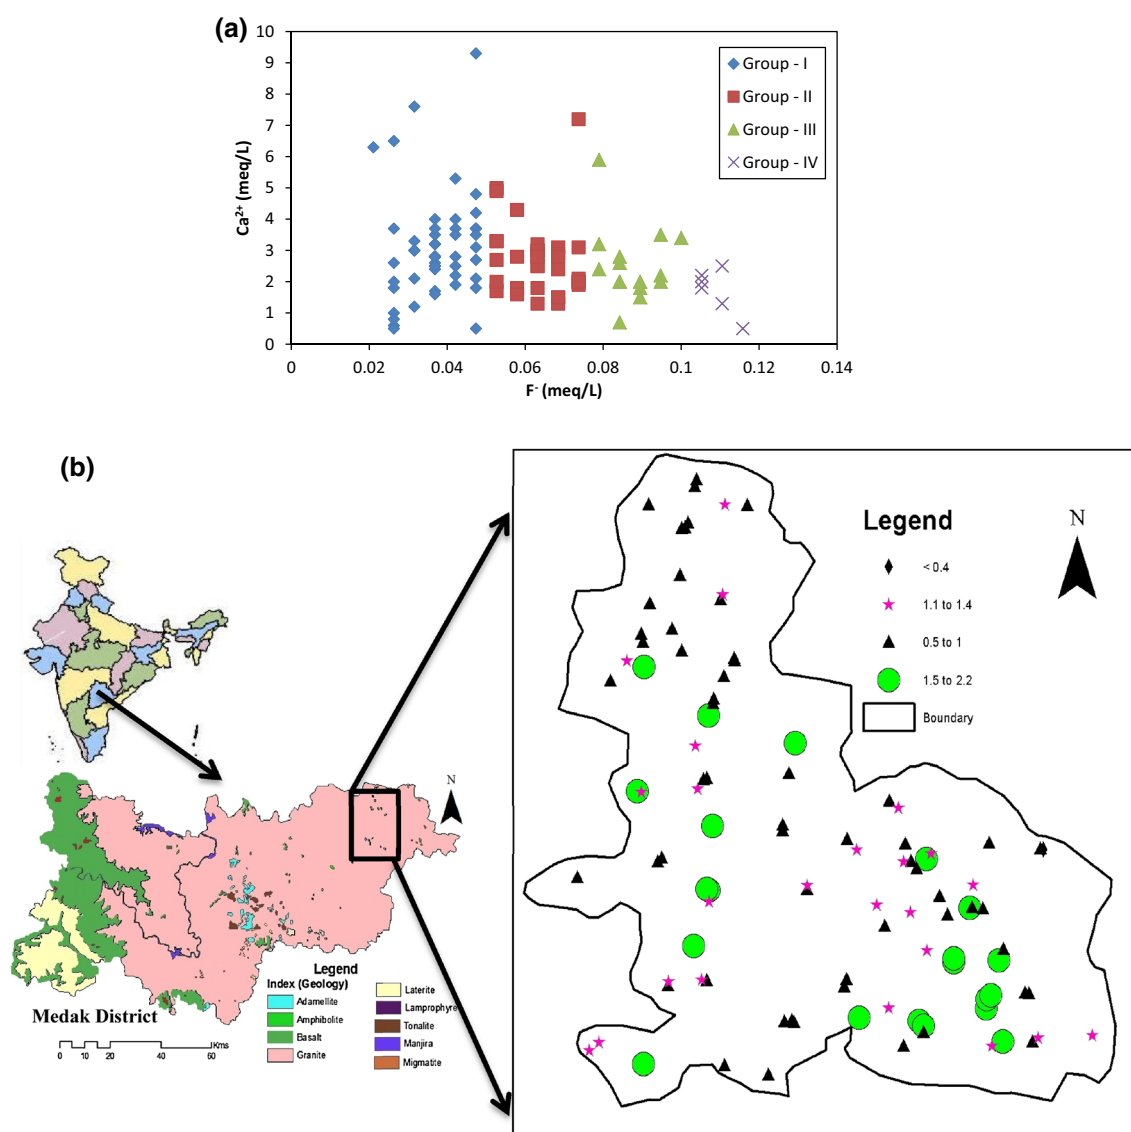 (a)
10
9
8
7
6
5
4
3
2
1
0
Ca²⁺ (meq/L)
0 0.02 0.04 0.06 0.08 0.1 0.12 0.14
F⁻ (meq/L)
Group - I
Group - II
Group - III
Group - IV
(b)
N
Legend
< 0.4
1.1 to 1.4
0.5 to 1
1.5 to 2.2
Boundary
N
Medak District
0 5 10 20 40 60 Kms
Legend
Index (Geology)
Adamellite
Amphibolite
Basalt
Granite
Laterite
Lamprophyre
Tonalite
Manjira
Migmatite